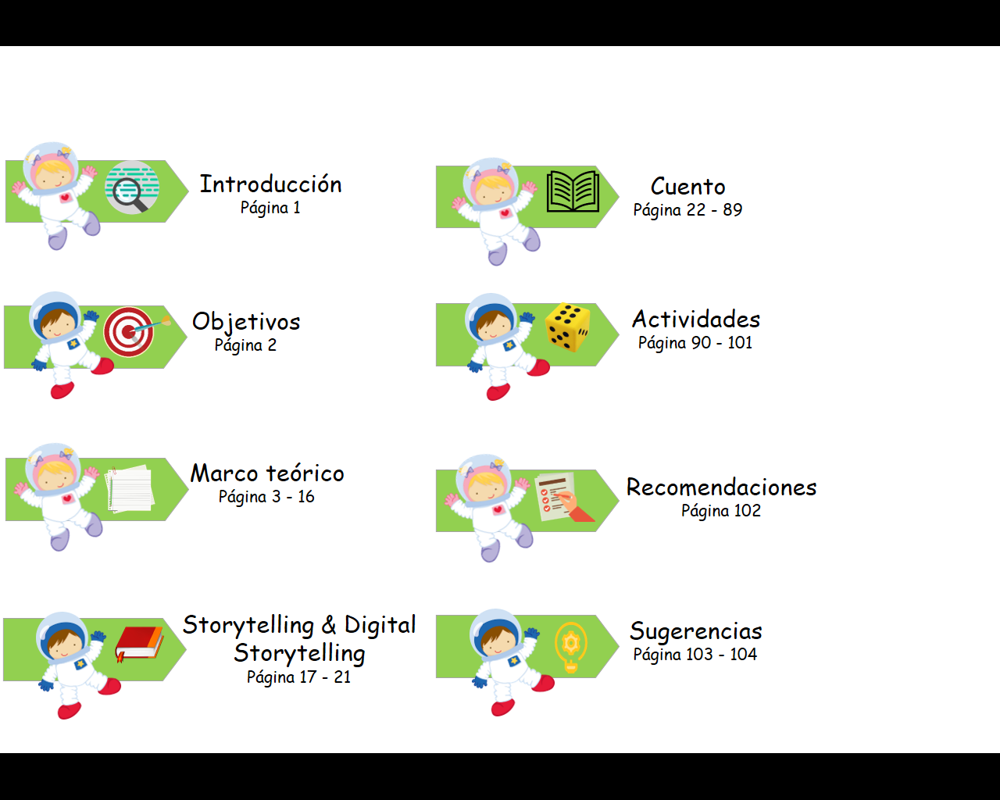 Introducción
Página 1
Objetivos
Página 2
Marco teórico
Página 3 - 16
Storytelling & Digital
Storytelling
Página 17 - 21
Cuento
Página 22 - 89
Actividades
Página 90 - 101
Recomendaciones
Página 102
Sugerencias
Página 103 - 104